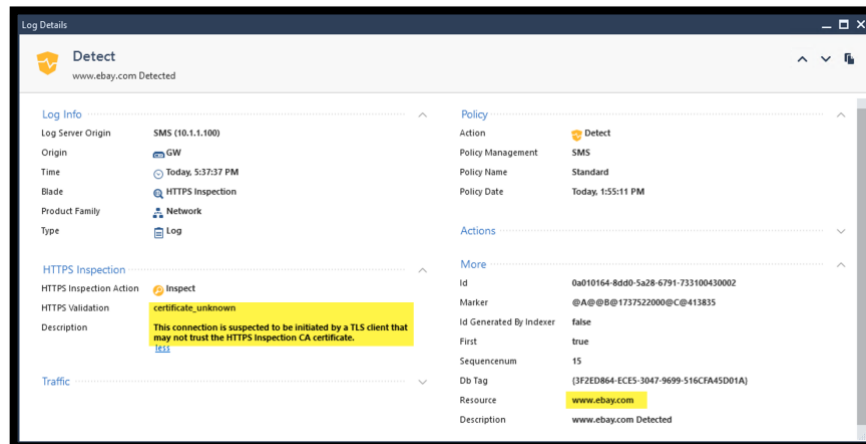 Log Details
Detect
www.ebay.com Detected
Log Info
Log Server Origin SMS (10.1.1.100)
Origin GW
Time Today, 5:37:37 PM
Blade HTTPS Inspection
Product Family Network
Type Log
HTTPS Inspection
HTTPS Inspection Action Inspect
HTTPS Validation certificate_unknown
Description This connection is suspected to be initiated by a TLS client that
may not trust the HTTPS Inspection CA certificate.
less
Traffic
Policy
Action Detect
Policy Management SMS
Policy Name Standard
Policy Date Today, 1:55:11 PM
Actions
More
Id 0a010164-8dd0-5a28-6791-733100430002
Marker @A@@B@1737522000@C@413835
Id Generated By Indexer false
First true
Sequencenum 15
Db Tag {3F2ED864-ECE5-3047-9699-516CFA45D01A}
Resource www.ebay.com
Description www.ebay.com Detected